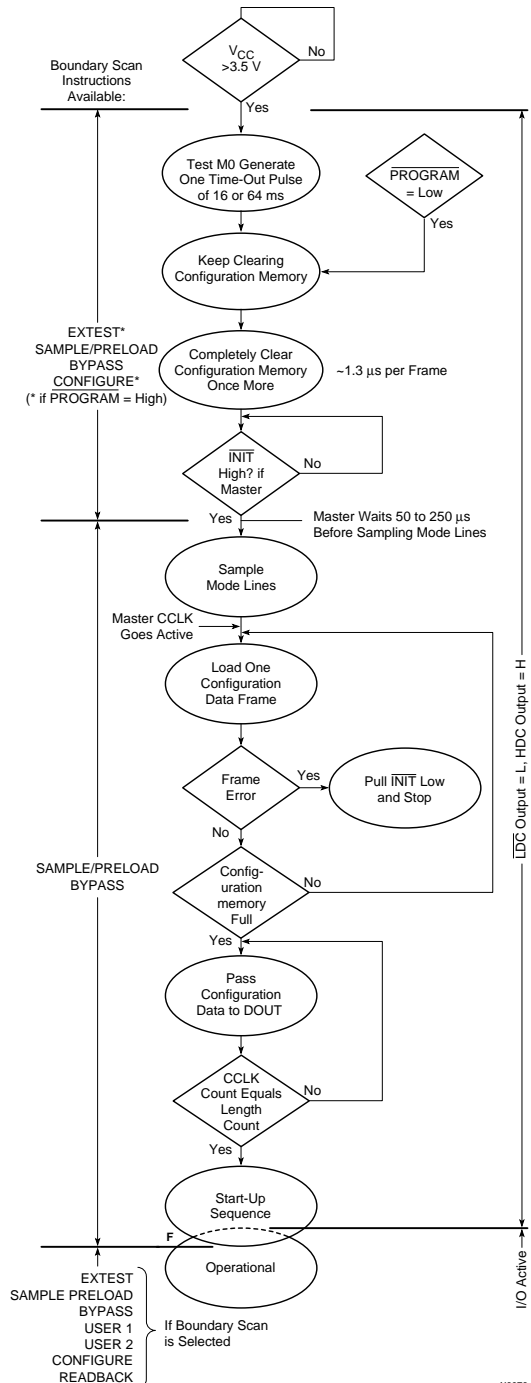 V_CC
>3.5 V
No
Yes
Boundary Scan
Instructions
Available:
Test M0 Generate
One Time-Out Pulse
of 16 or 64 ms
PROGRAM
= Low
Yes
Keep Clearing
Configuration Memory
EXTEST*
SAMPLE/PRELOAD
BYPASS
CONFIGURE*
(* if PROGRAM = High)
Completely Clear
Configuration Memory
Once More
~1.3 µs per Frame
INIT
High? if
Master
No
Yes
Master Waits 50 to 250 µs
Before Sampling Mode Lines
Sample
Mode Lines
Master CCLK
Goes Active
Load One
Configuration
Data Frame
Frame
Error
Yes
Pull INIT Low
and Stop
No
SAMPLE/PRELOAD
BYPASS
Config-
uration
memory
Full
No
Yes
Pass
Configuration
Data to DOUT
CCLK
Count Equals
Length
Count
No
Yes
Start-Up
Sequence
F
Operational
LDC Output = L, HDC Output = H
I/O Active
EXTEST
SAMPLE PRELOAD
BYPASS
USER 1
USER 2
CONFIGURE
READBACK
If Boundary Scan
is Selected